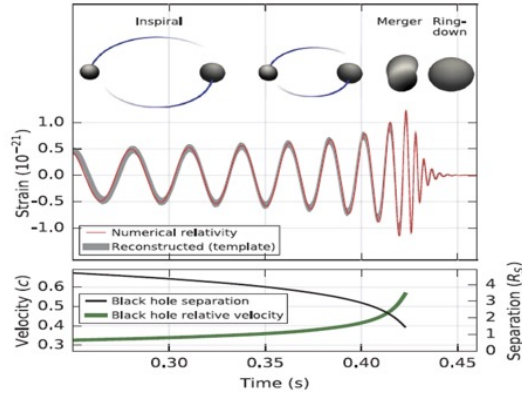 Inspiral
Merger Ring-
down
Strain (10⁻²¹)
1.0
0.5
0.0
-0.5
-1.0
Numerical relativity
Reconstructed (template)
Velocity (c)
0.6
0.5
0.4
0.3
Black hole separation
Black hole relative velocity
4
3
2
1
0
Separation (R_S)
0.30 0.35 0.40 0.45
Time (s)